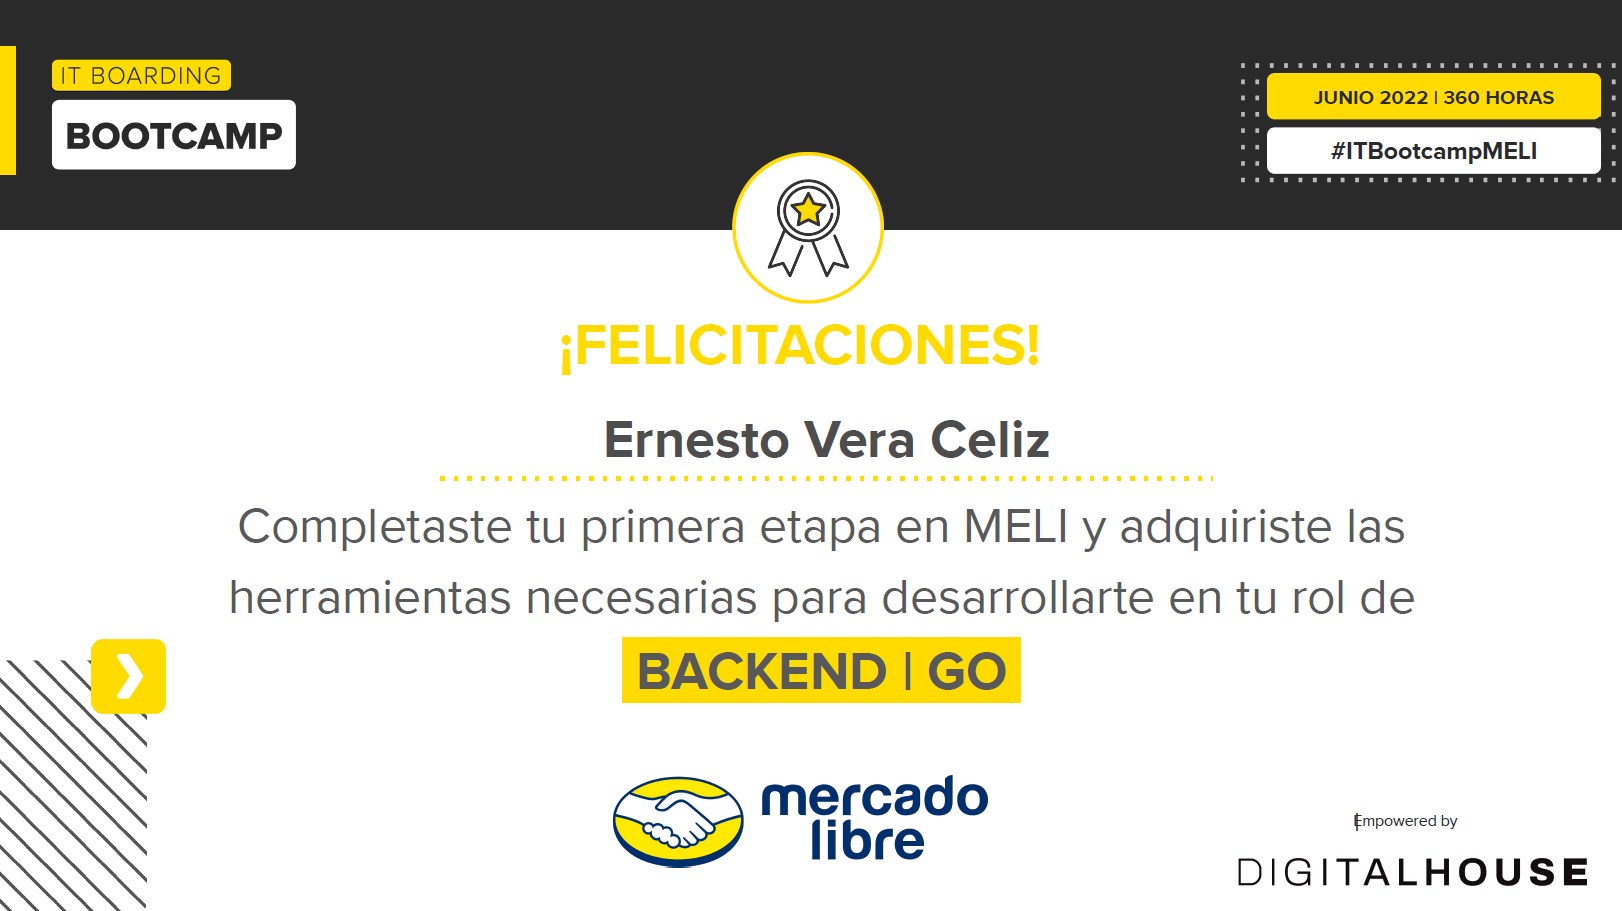 IT BOARDING
BOOTCAMP
JUNIO 2022 | 360 HORAS
#ITBootcampMELI
¡FELICITACIONES!
Ernesto Vera Celiz
Completaste tu primera etapa en MELI y adquiriste las
herramientas necesarias para desarrollarte en tu rol de
BACKEND | GO
mercado
libre
Empowered by
DIGITALHOUSE